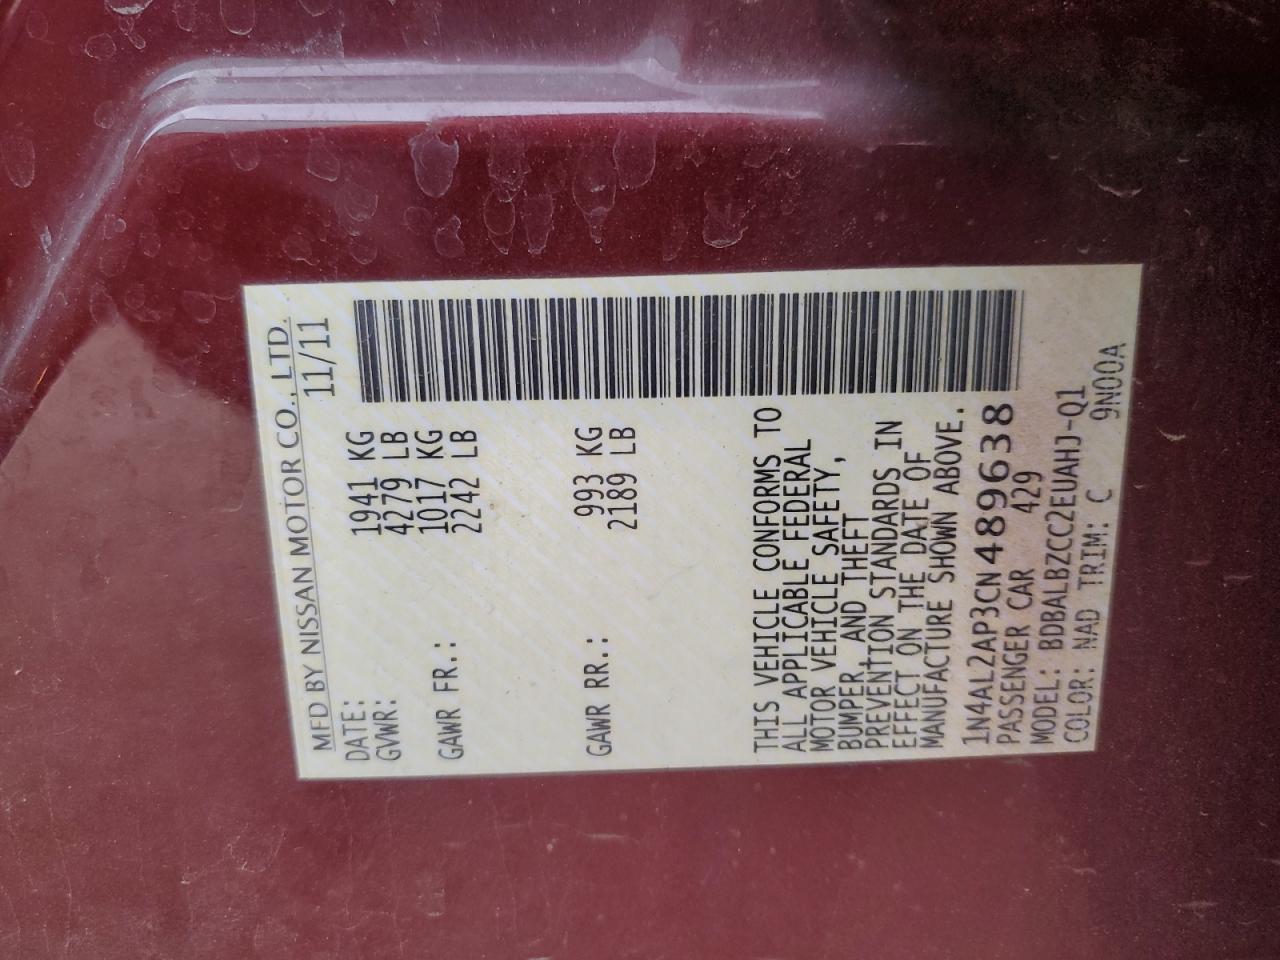 MFD BY NISSAN MOTOR CO., LTD.
DATE: 11/11
GVWR: 1941 KG
4279 LB
GAWR FR.: 1017 KG
2242 LB
GAWR RR.: 993 KG
2189 LB
THIS VEHICLE CONFORMS TO
ALL APPLICABLE FEDERAL
MOTOR VEHICLE SAFETY,
BUMPER, AND THEFT
PREVENTION STANDARDS IN
EFFECT ON THE DATE OF
MANUFACTURE SHOWN ABOVE.
1N4AL2AP3CN489638
PASSENGER CAR 429
MODEL: BDBALBZCC2EUAHJ-Q1
COLOR: NAD TRIM: C 9N00A